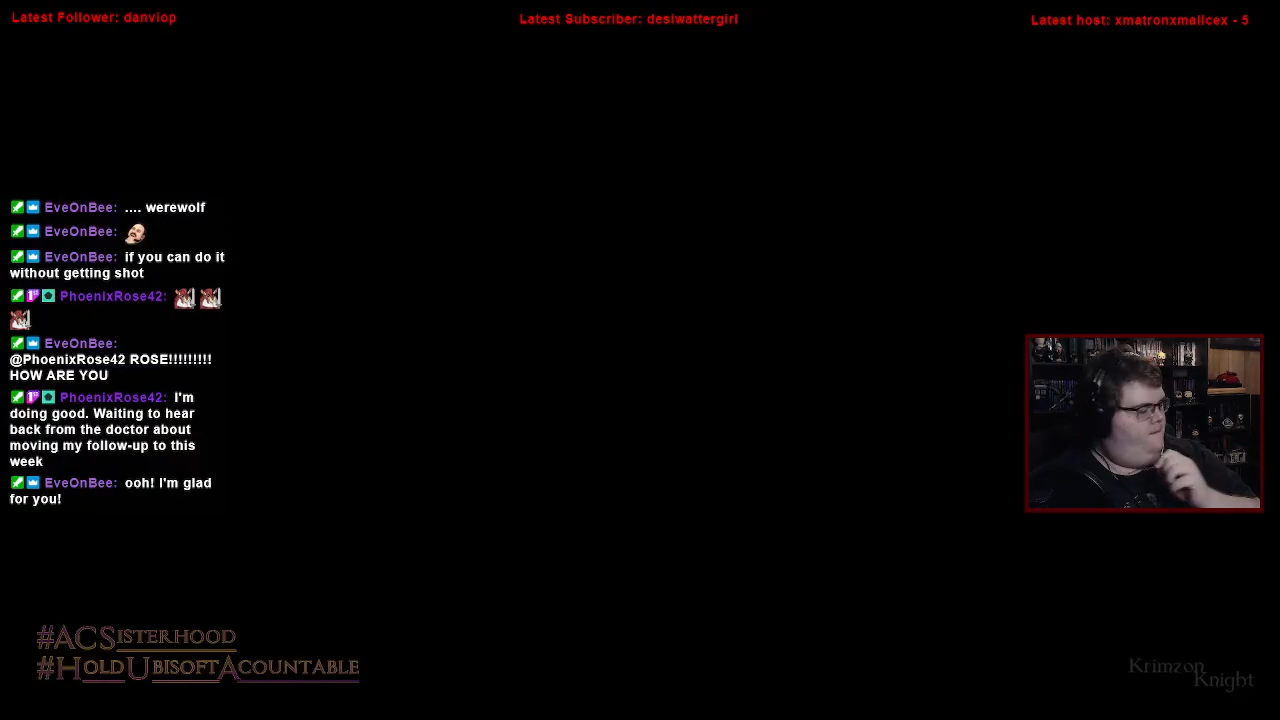 Latest Follower: danvlop
Latest Subscriber: desiwattergirl
Latest host: xmatronxmalicex - 5
EveOnBee: .... werewolf
EveOnBee:
EveOnBee: if you can do it
without getting shot
PhoenixRose42:
EveOnBee:
@PhoenixRose42 ROSE!!!!!!!!!
HOW ARE YOU
PhoenixRose42: I'm
doing good. Waiting to hear
back from the doctor about
moving my follow-up to this
week
EveOnBee: ooh! I'm glad
for you!
#ACSisterhood
#HoldUbisoftAcountable
Krimzon
Knight